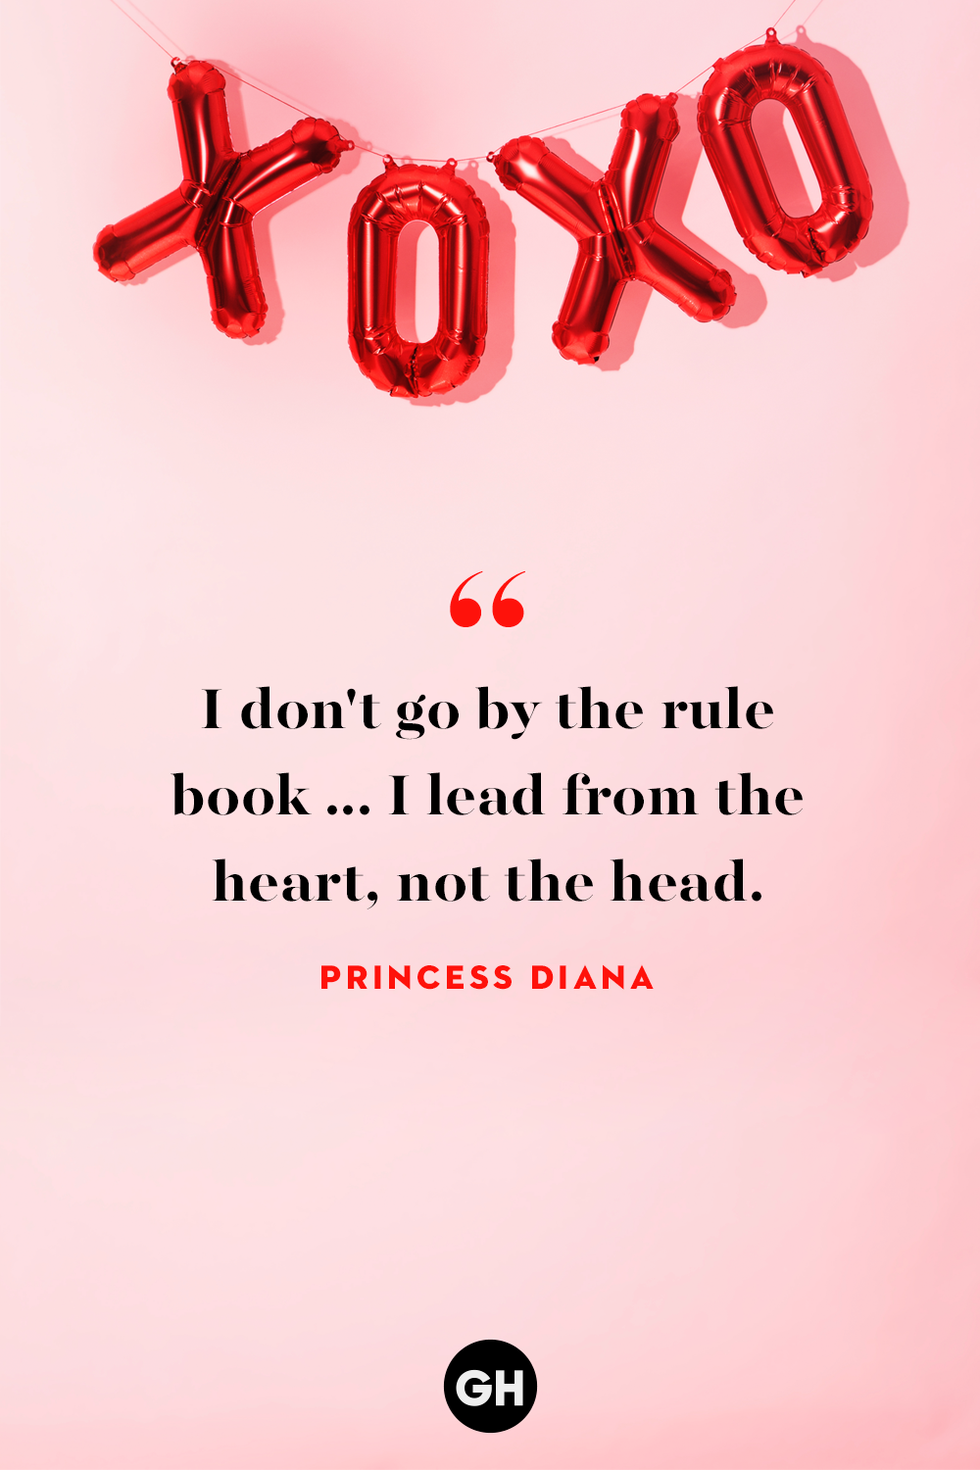 XOXO
“
I don't go by the rule
book ... I lead from the
heart, not the head.
PRINCESS DIANA
GH